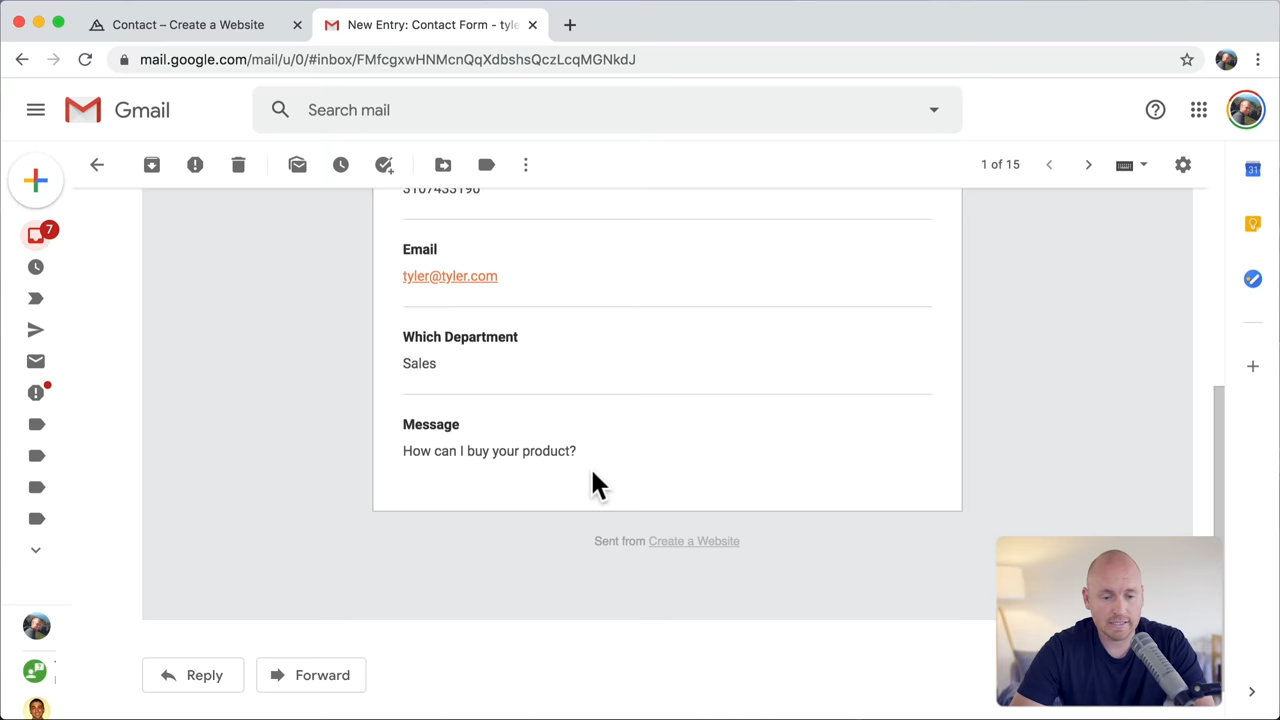 Contact – Create a Website
New Entry: Contact Form - tyle
mail.google.com/mail/u/0/#inbox/FMfcgxwHNMcnQqXdbshsQczLcqMGNkdJ
Gmail
Search mail
1 of 15
31
7
3107433190
Email
tyler@tyler.com
Which Department
Sales
Message
How can I buy your product?
Sent from Create a Website
Reply
Forward